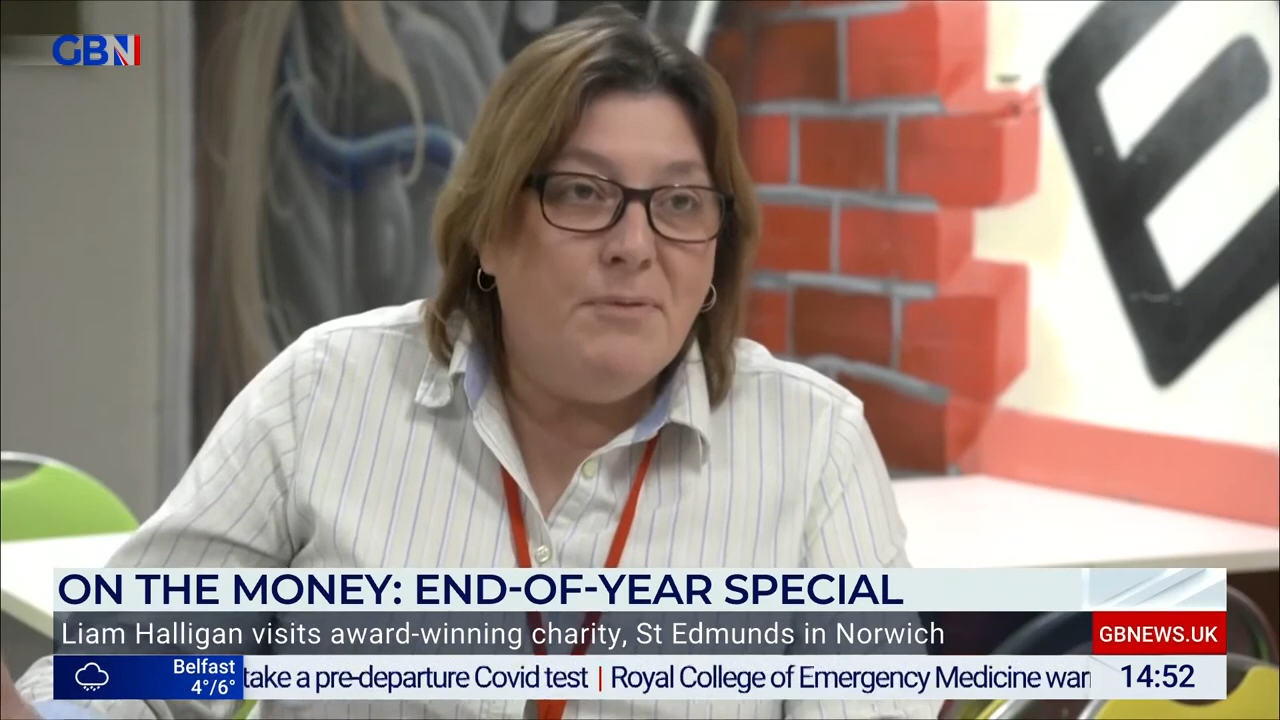 GBN
E
ON THE MONEY: END-OF-YEAR SPECIAL
Liam Halligan visits award-winning charity, St Edmunds in Norwich
GBNEWS.UK
Belfast
4°/6°
take a pre-departure Covid test | Royal College of Emergency Medicine war
14:52